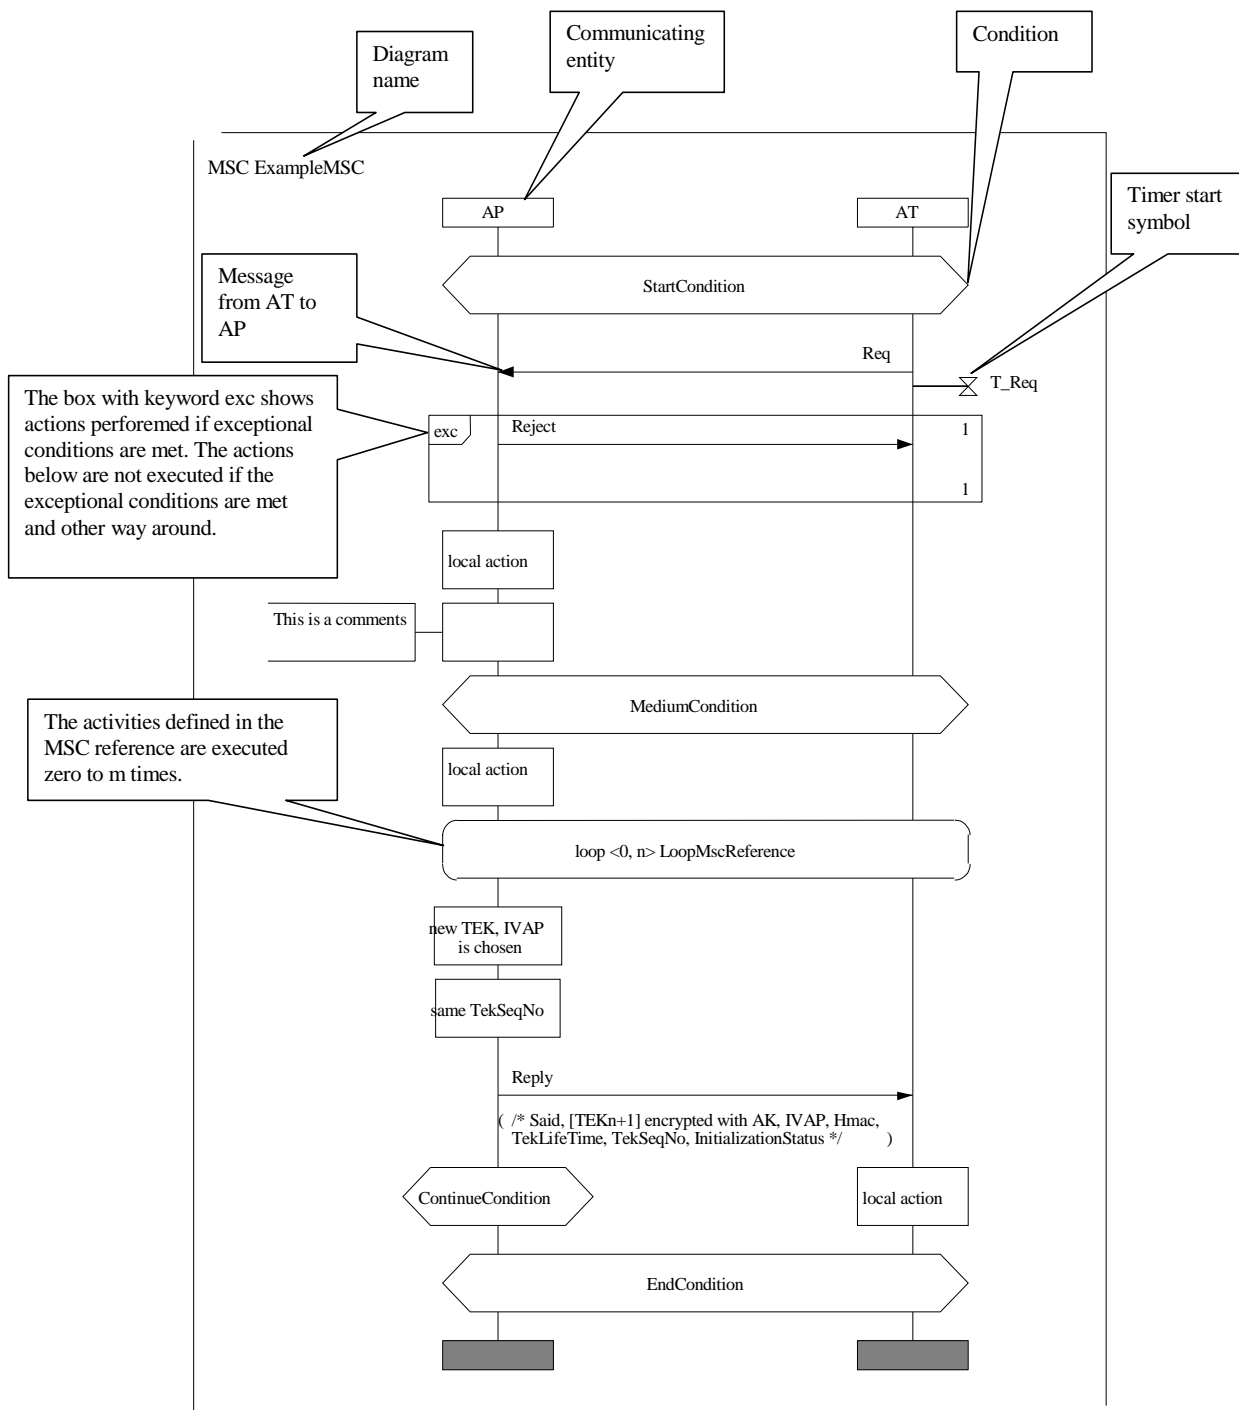 Diagram
name
Communicating
entity
Condition
MSC ExampleMSC
Timer start
symbol
AP
AT
Message
from AT to
AP
StartCondition
Req
T_Req
The box with keyword exc shows
actions perforemed if exceptional
conditions are met. The actions
below are not executed if the
exceptional conditions are met
and other way around.
exc
Reject
1
1
local action
This is a comments
MediumCondition
The activities defined in the
MSC reference are executed
zero to m times.
local action
loop <0, n> LoopMscReference
new TEK, IVAP
is chosen
same TekSeqNo
Reply
( /* Said, [TEKn+1] encrypted with AK, IVAP, Hmac,
TekLifeTime, TekSeqNo, InitializationStatus */ )
ContinueCondition
local action
EndCondition